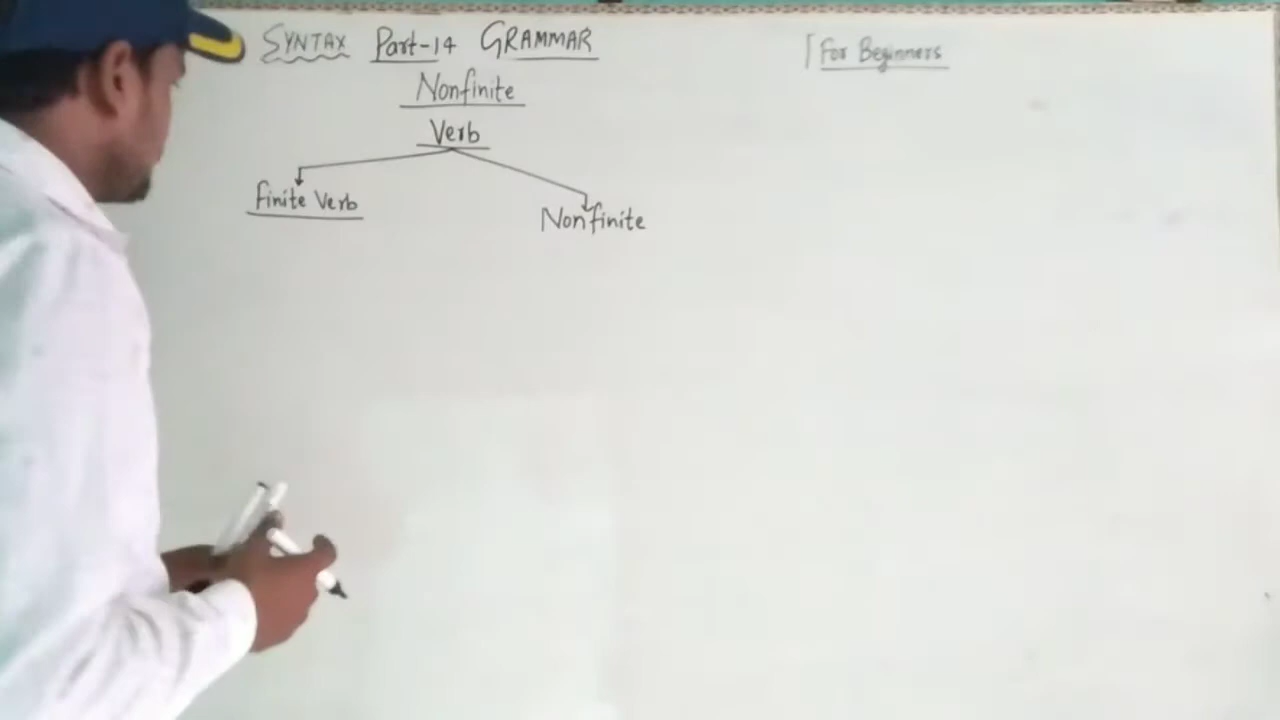 SYNTAX Part-14 GRAMMAR
For Beginners
Nonfinite
Verb
finite Verb
Nonfinite